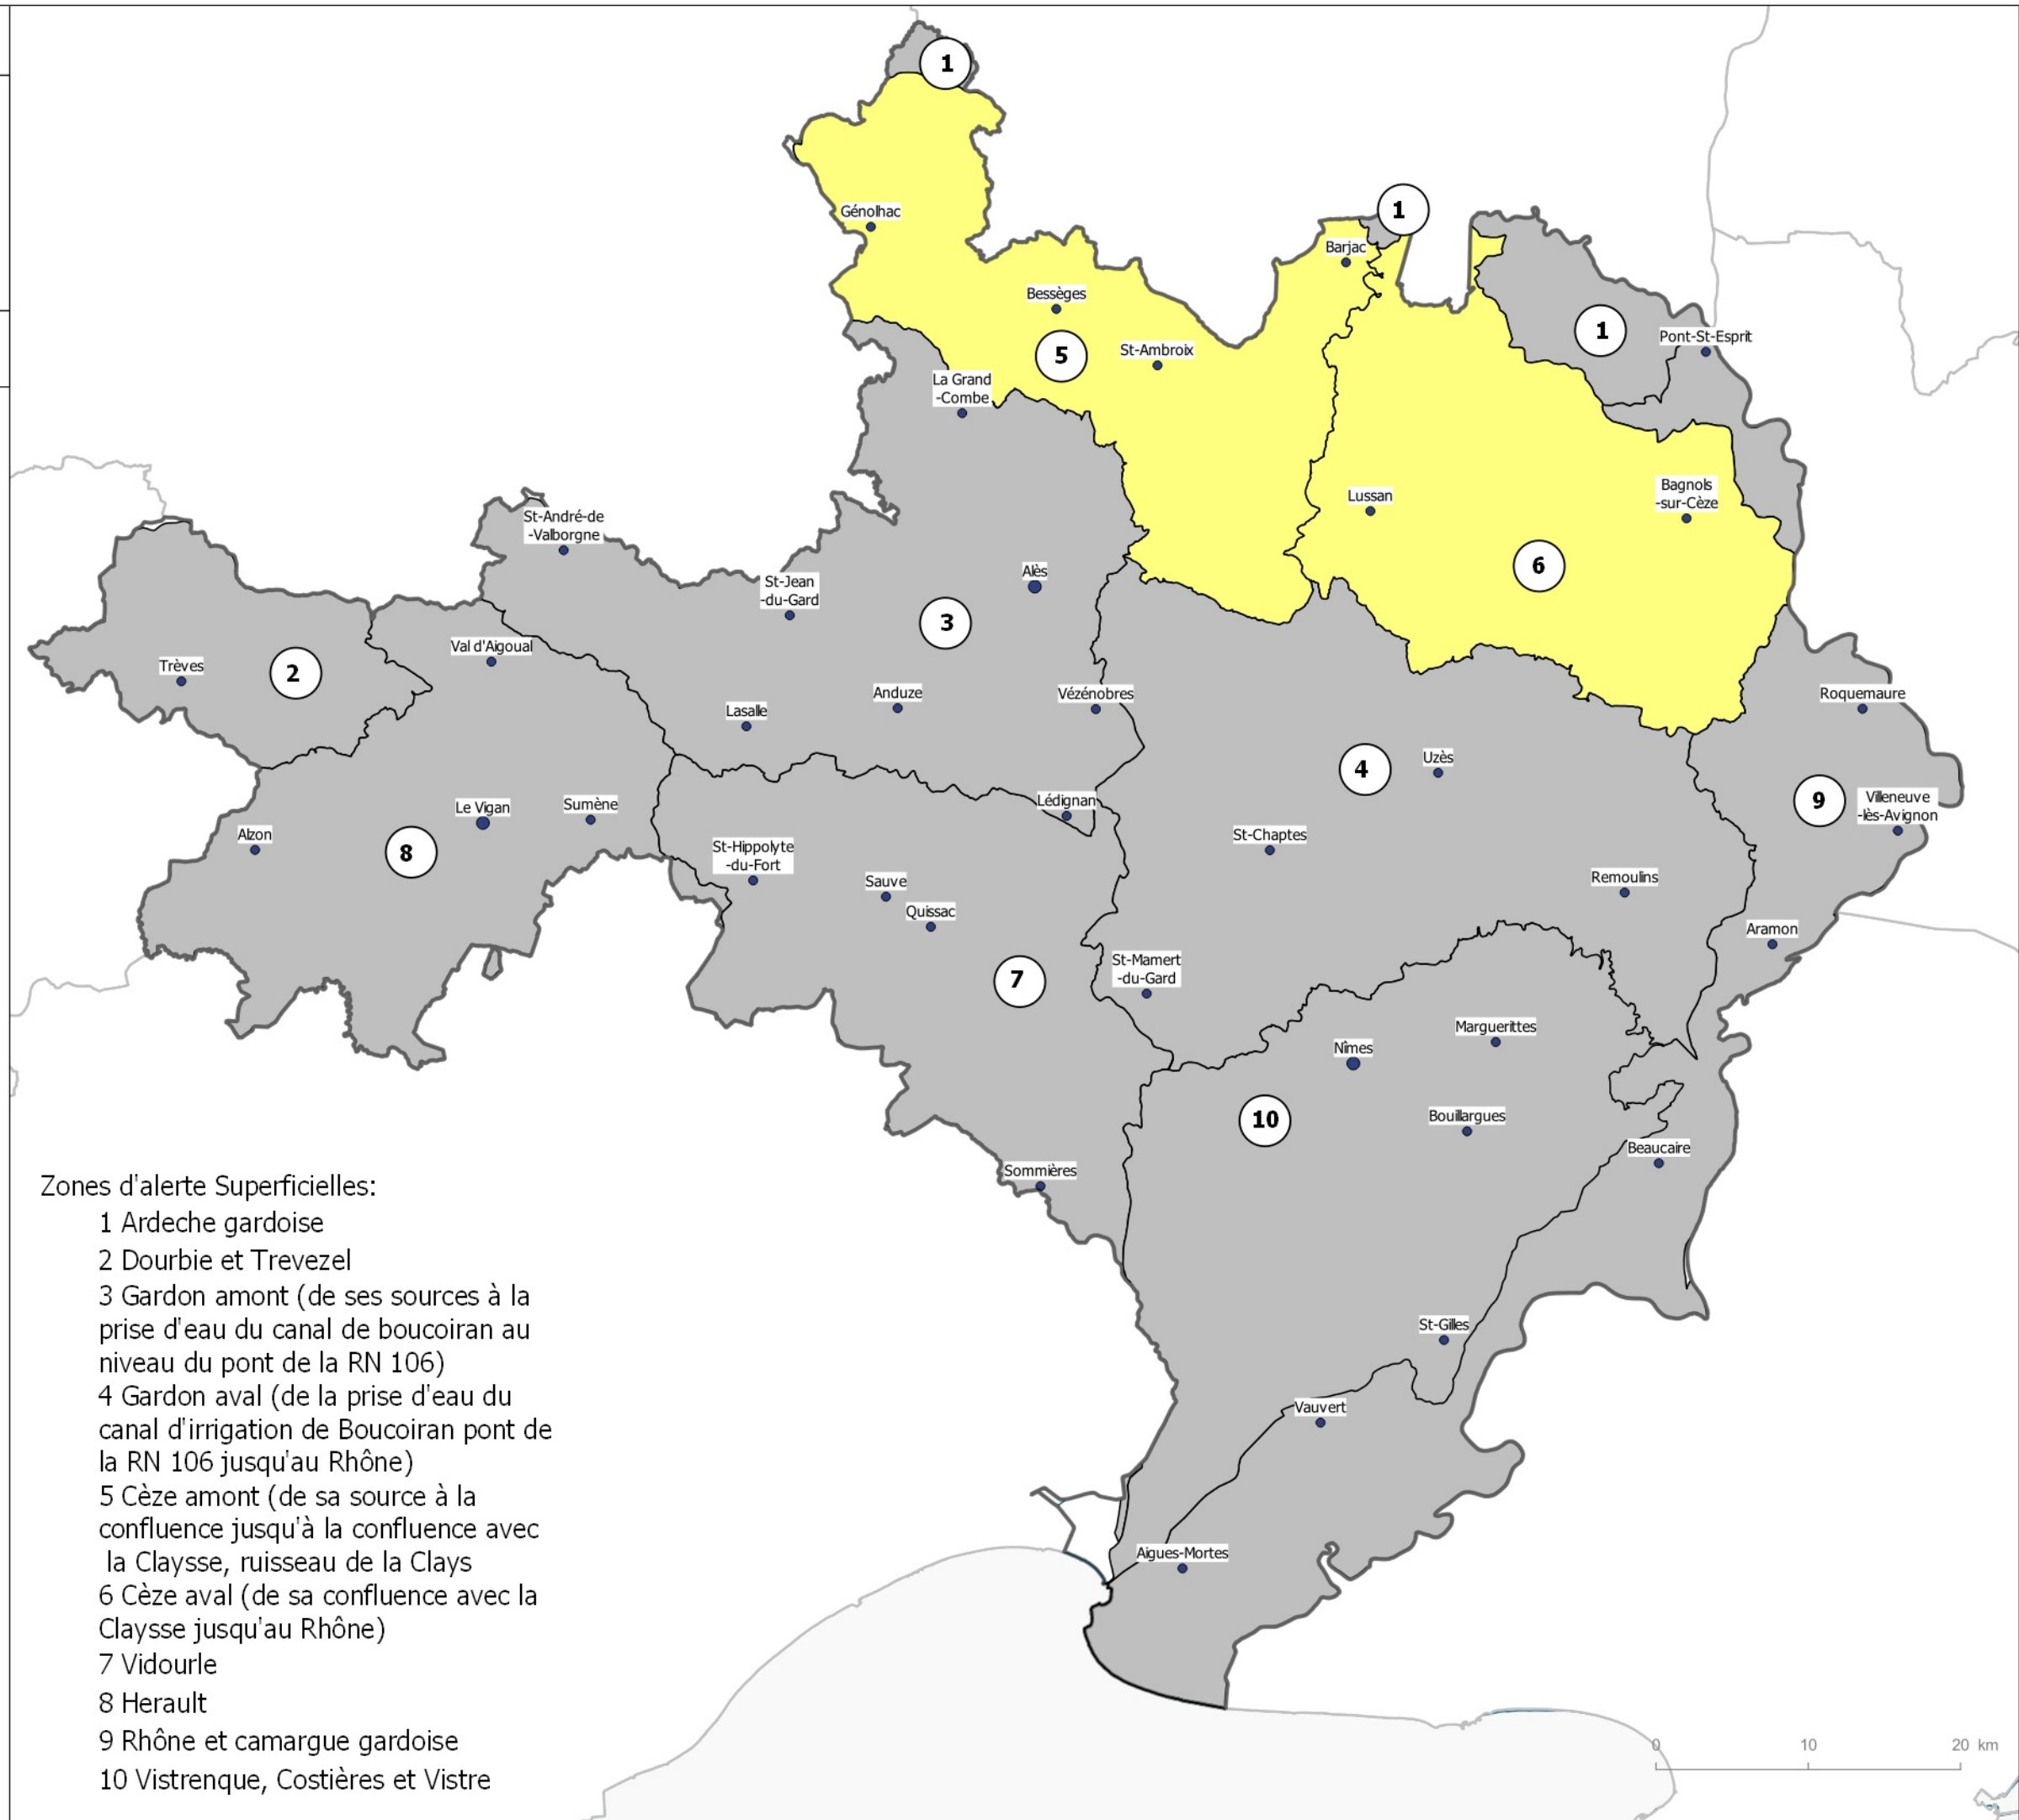 1
1
Génolhac
Barjac
Bessèges
1
Pont-St-Esprit
5
St-Ambroix
La Grand
-Combe
Lussan
Bagnols
-sur-Cèze
St-André-de
-Valborgne
6
Alès
St-Jean
-du-Gard
3
Val d'Aigoual
Trèves
2
Anduze
Vézénobres
Roquemaure
Lasalle
4
Uzès
Le Vigan
Sumène
Lédignan
9
Villeneuve
-lès-Avignon
Alzon
8
St-Hippolyte
-du-Fort
St-Chaptes
Sauve
Remoulins
Quissac
Aramon
7
St-Mamert
-du-Gard
Marguerittes
Nîmes
10
Bouillargues
Beaucaire
Sommières
St-Gilles
Vauvert
Aigues-Mortes
Zones d'alerte Superficielles:
1 Ardeche gardoise
2 Dourbie et Trevezel
3 Gardon amont (de ses sources à la
prise d'eau du canal de boucoiran au
niveau du pont de la RN 106)
4 Gardon aval (de la prise d'eau du
canal d'irrigation de Boucoiran pont de
la RN 106 jusqu'au Rhône)
5 Cèze amont (de sa source à la
confluence jusqu'à la confluence avec
la Claysse, ruisseau de la Clays
6 Cèze aval (de sa confluence avec la
Claysse jusqu'au Rhône)
7 Vidourle
8 Herault
9 Rhône et camargue gardoise
10 Vistrenque, Costières et Vistre
0 10 20 km